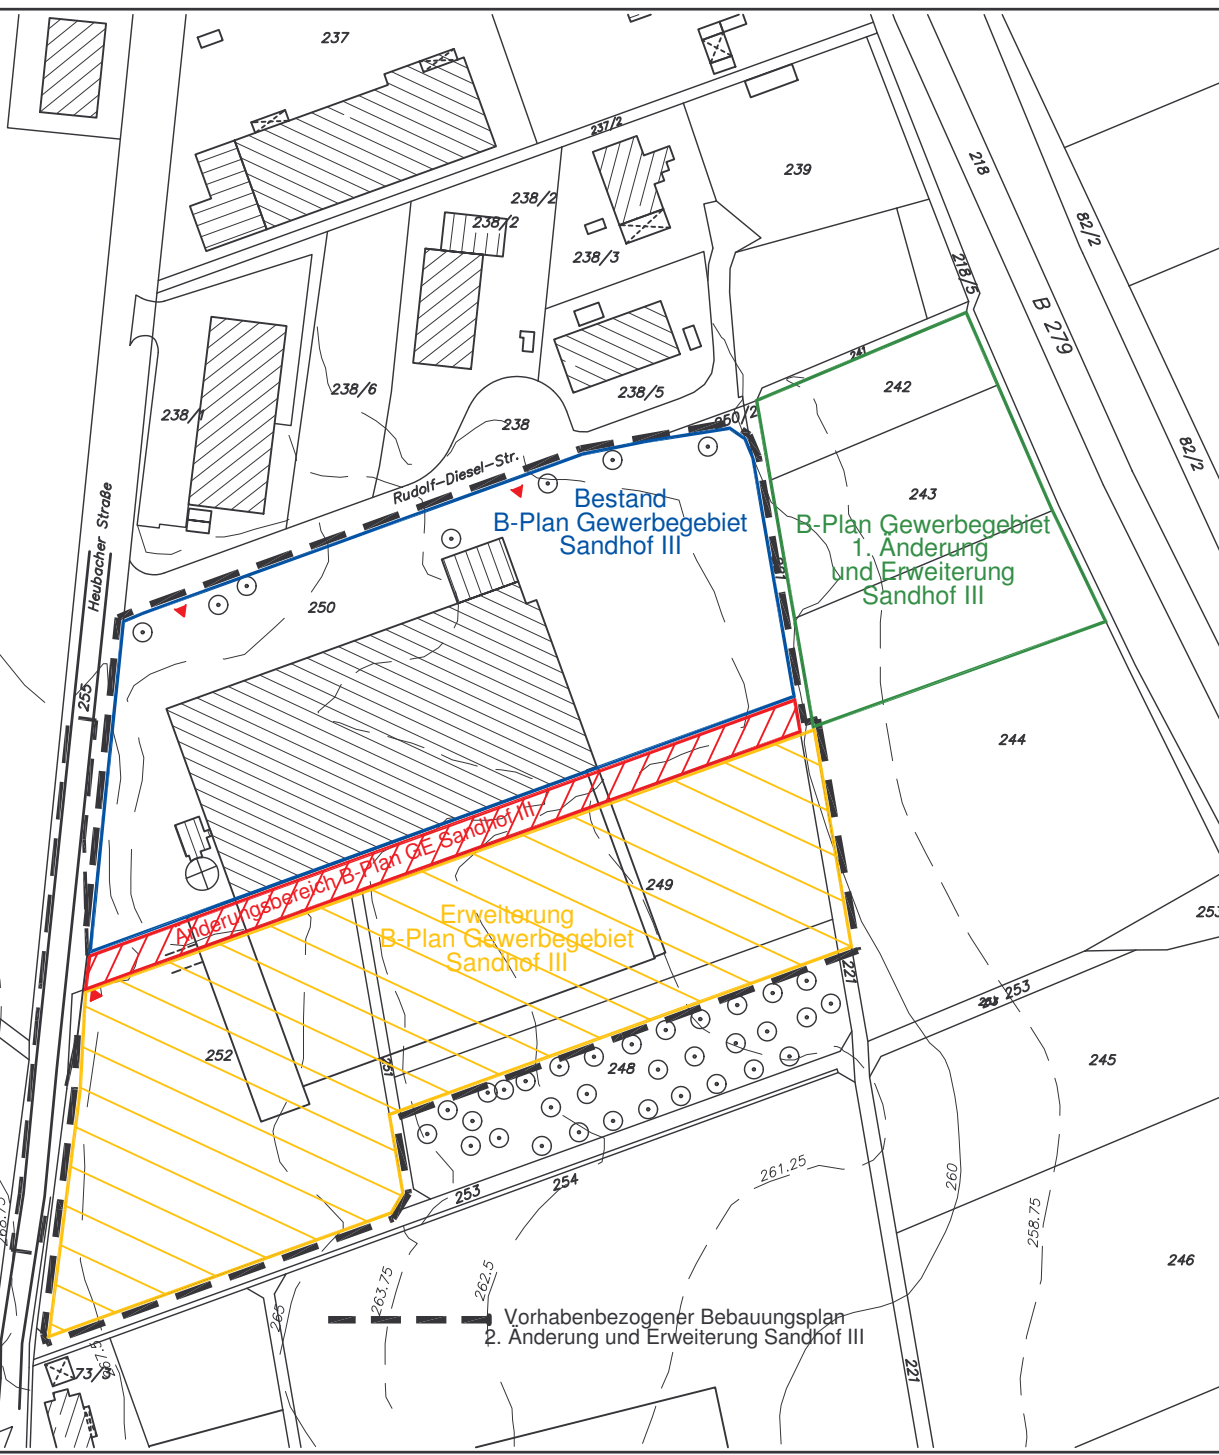 237
237/2
239
218
82/2
238/2
238/2
238/3
218/5
B 279
241
242
238/6
238/5
238/1
238
250/2
82/2
Rudolf-Diesel-Str.
Heubacher Straße
243
Bestand
B-Plan Gewerbegebiet
Sandhof III
B-Plan Gewerbegebiet
1. Änderung
und Erweiterung
Sandhof III
221
250
255
244
Änderungsbereich B-Plan GE Sandhof III
249
Erweiterung
B-Plan Gewerbegebiet
Sandhof III
253
221
253
252
251
248
245
253
254
261.25
260
258.75
246
263.75
262.5
265
Vorhabenbezogener Bebauungsplan
2. Änderung und Erweiterung Sandhof III
221